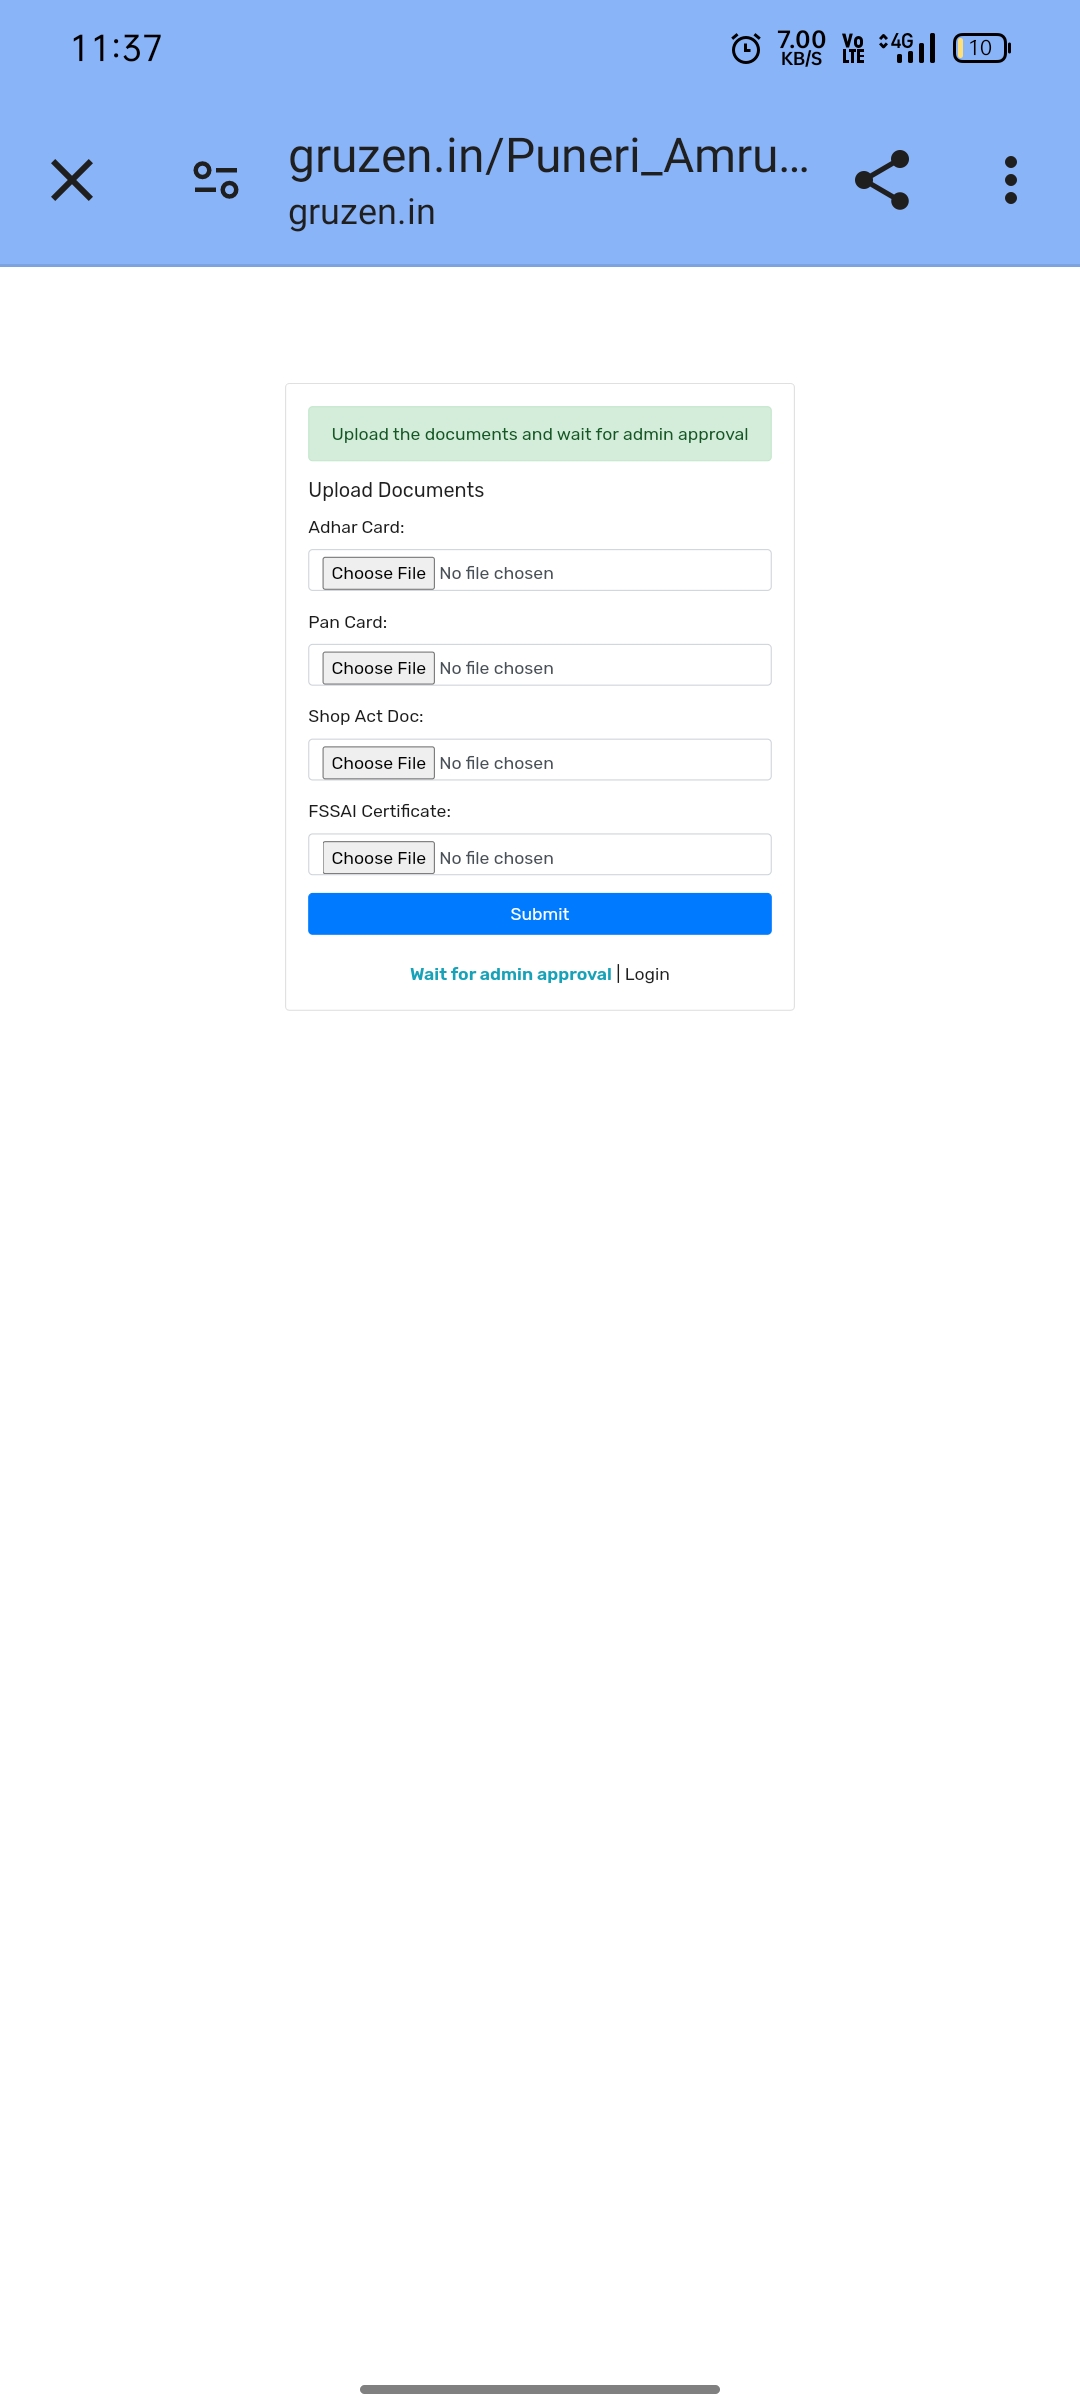 11:37
7.00 KB/S
Vo LTE
4G
10
gruzen.in/Puneri_Amru...
gruzen.in
Upload the documents and wait for admin approval
Upload Documents
Adhar Card:
Choose File No file chosen
Pan Card:
Choose File No file chosen
Shop Act Doc:
Choose File No file chosen
FSSAI Certificate:
Choose File No file chosen
Submit
Wait for admin approval | Login